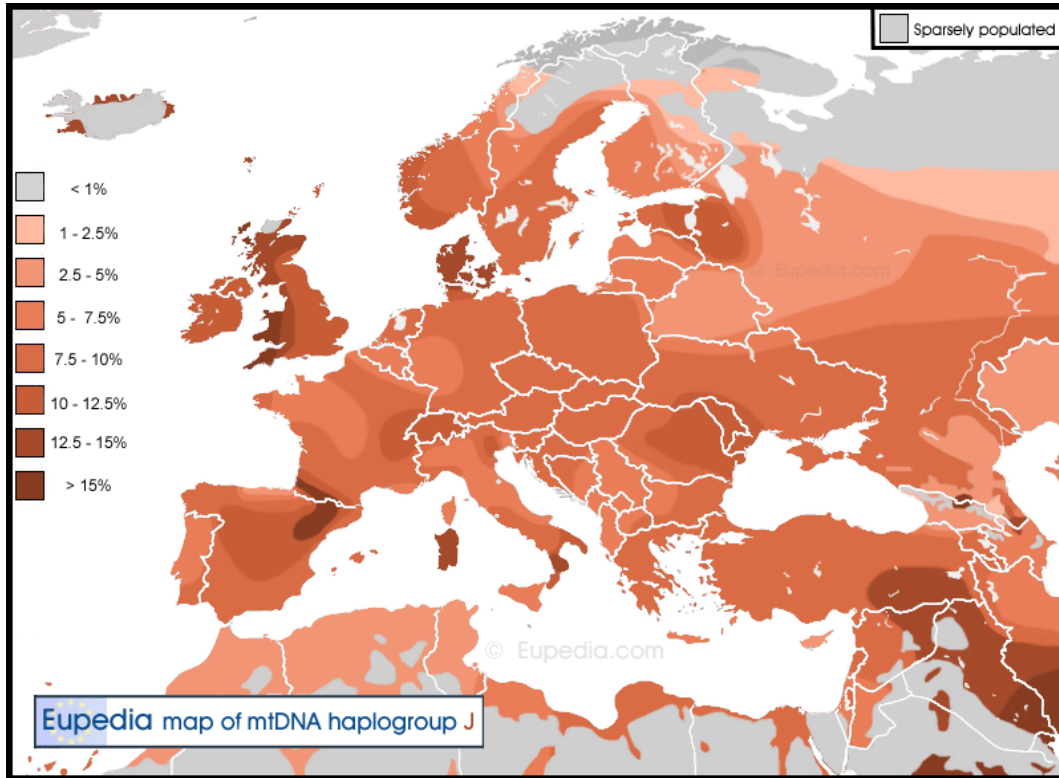 Sparsely populated
< 1%
1 - 2.5%
2.5 - 5%
5 - 7.5%
7.5 - 10%
10 - 12.5%
12.5 - 15%
> 15%
© Eupedia.com
© Eupedia.com
Eupedia map of mtDNA haplogroup J